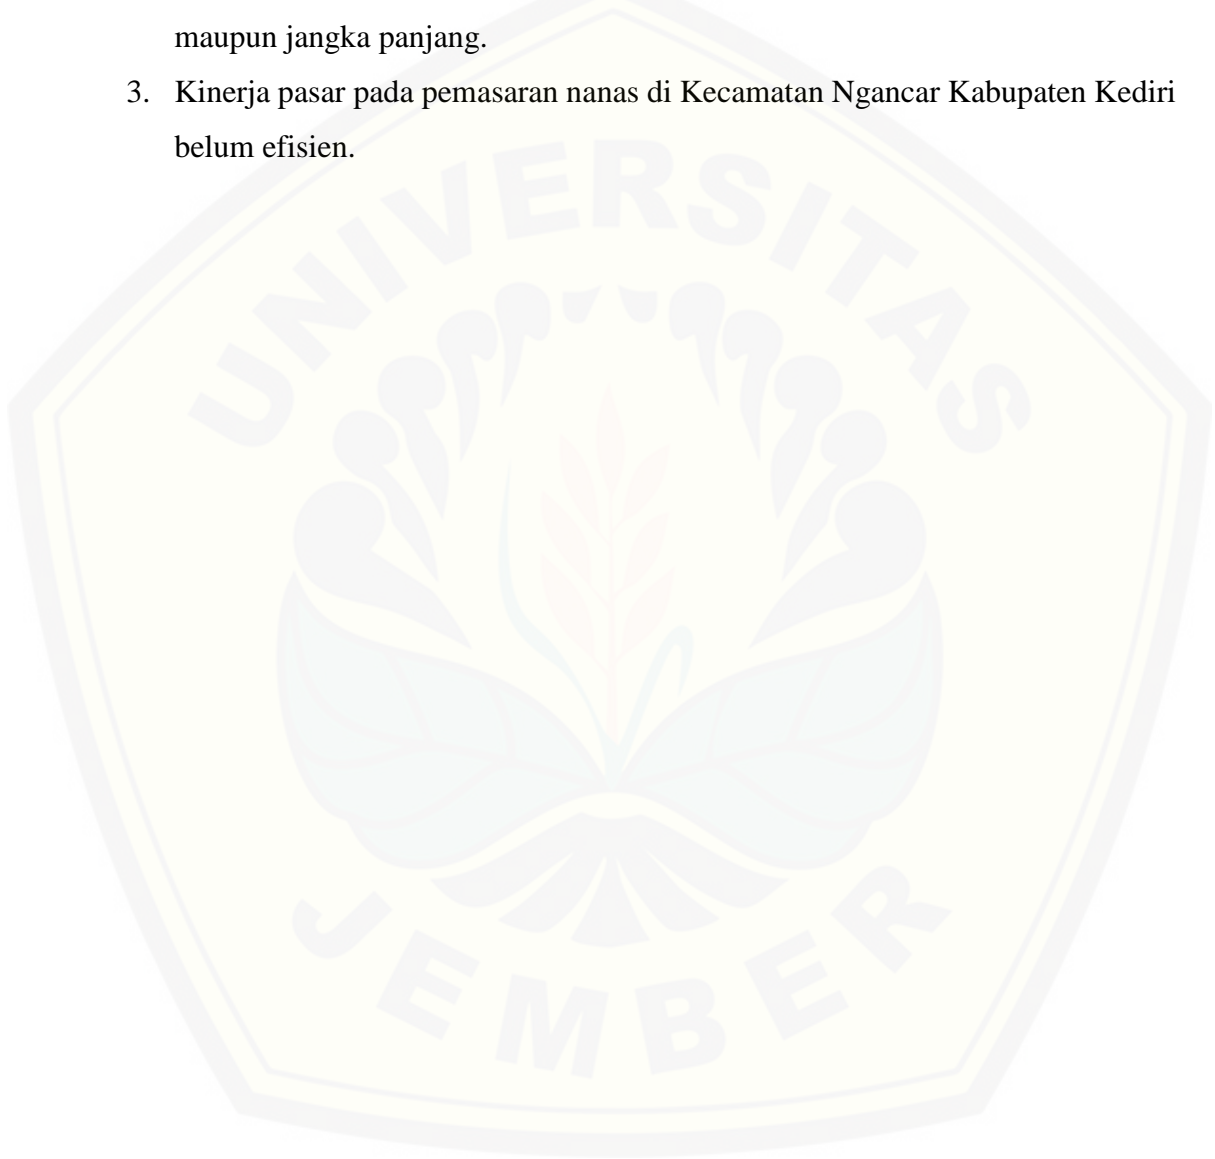 maupun jangka panjang.
3. Kinerja pasar pada pemasaran nanas di Kecamatan Ngancar Kabupaten Kediri
belum efisien.
UNIVERSITAS
JEMBER